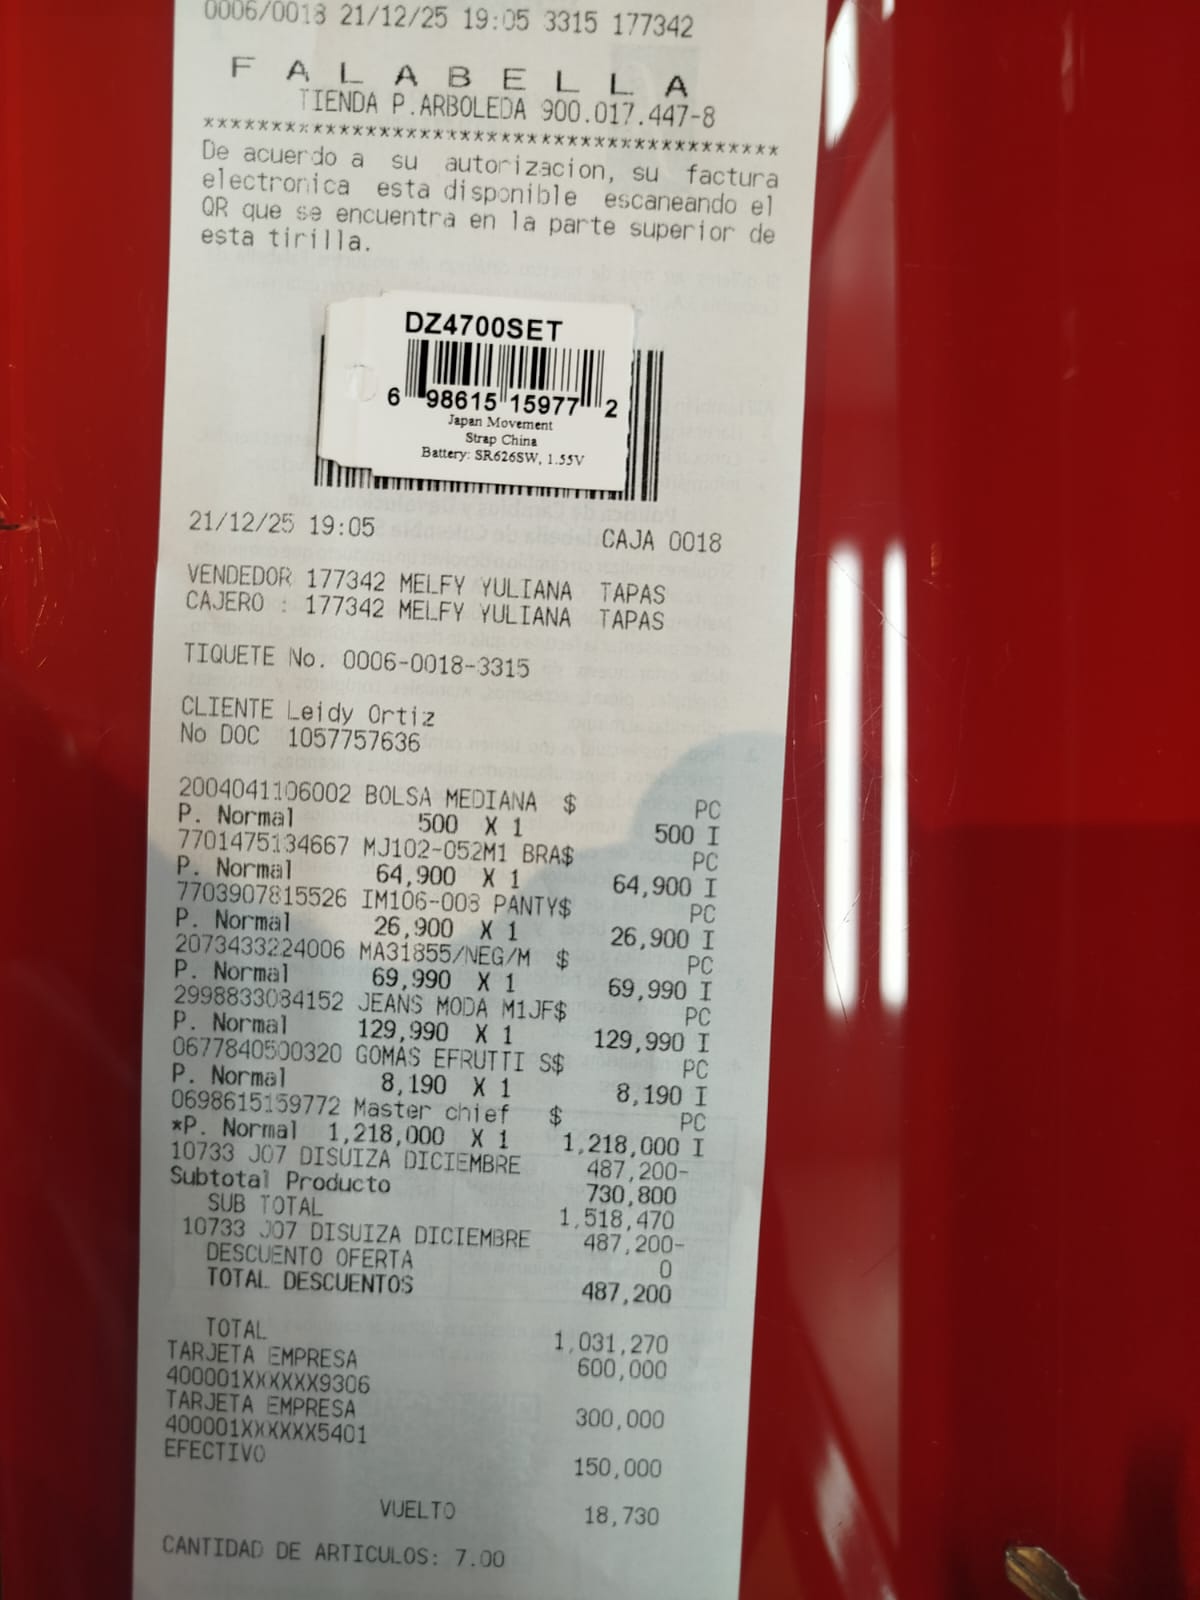 0006/0018 21/12/25 19:05 3315 177342
F A L A B E L L A
TIENDA P.ARBOLEDA 900.017.447-8
*******************************************
De acuerdo a su autorizacion, su factura
electronica esta disponible escaneando el
QR que se encuentra en la parte superior de
esta tirilla.
DZ4700SET
6 98615 15977 2
Japan Movement
Strap China
Battery: SR626SW, 1.55V
21/12/25 19:05 CAJA 0018
VENDEDOR 177342 MELFY YULIANA TAPAS
CAJERO : 177342 MELFY YULIANA TAPAS
TIQUETE No. 0006-0018-3315
CLIENTE Leidy Ortiz
No DOC 1057757636
2004041106002 BOLSA MEDIANA $ PC
P. Normal 500 X 1 500 I
7701475134667 MJ102-052M1 BRA$ PC
P. Normal 64,900 X 1 64,900 I
7703907815526 IM106-003 PANTY$ PC
P. Normal 26,900 X 1 26,900 I
2073433224006 MA31855/NEG/M $ PC
P. Normal 69,990 X 1 69,990 I
2998833084152 JEANS MODA M1JF$ PC
P. Normal 129,990 X 1 129,990 I
0677840500320 GOMAS EFRUTTI S$ PC
P. Normal 8,190 X 1 8,190 I
0698615159772 Master chief $ PC
*P. Normal 1,218,000 X 1 1,218,000 I
10733 J07 DISUIZA DICIEMBRE 487,200-
Subtotal Producto 730,800
SUB TOTAL 1,518,470
10733 J07 DISUIZA DICIEMBRE 487,200-
DESCUENTO OFERTA 0
TOTAL DESCUENTOS 487,200
TOTAL 1,031,270
TARJETA EMPRESA 600,000
400001XXXXXX9306
TARJETA EMPRESA 300,000
400001XXXXXX5401
EFECTIVO 150,000
VUELTO 18,730
CANTIDAD DE ARTICULOS: 7.00